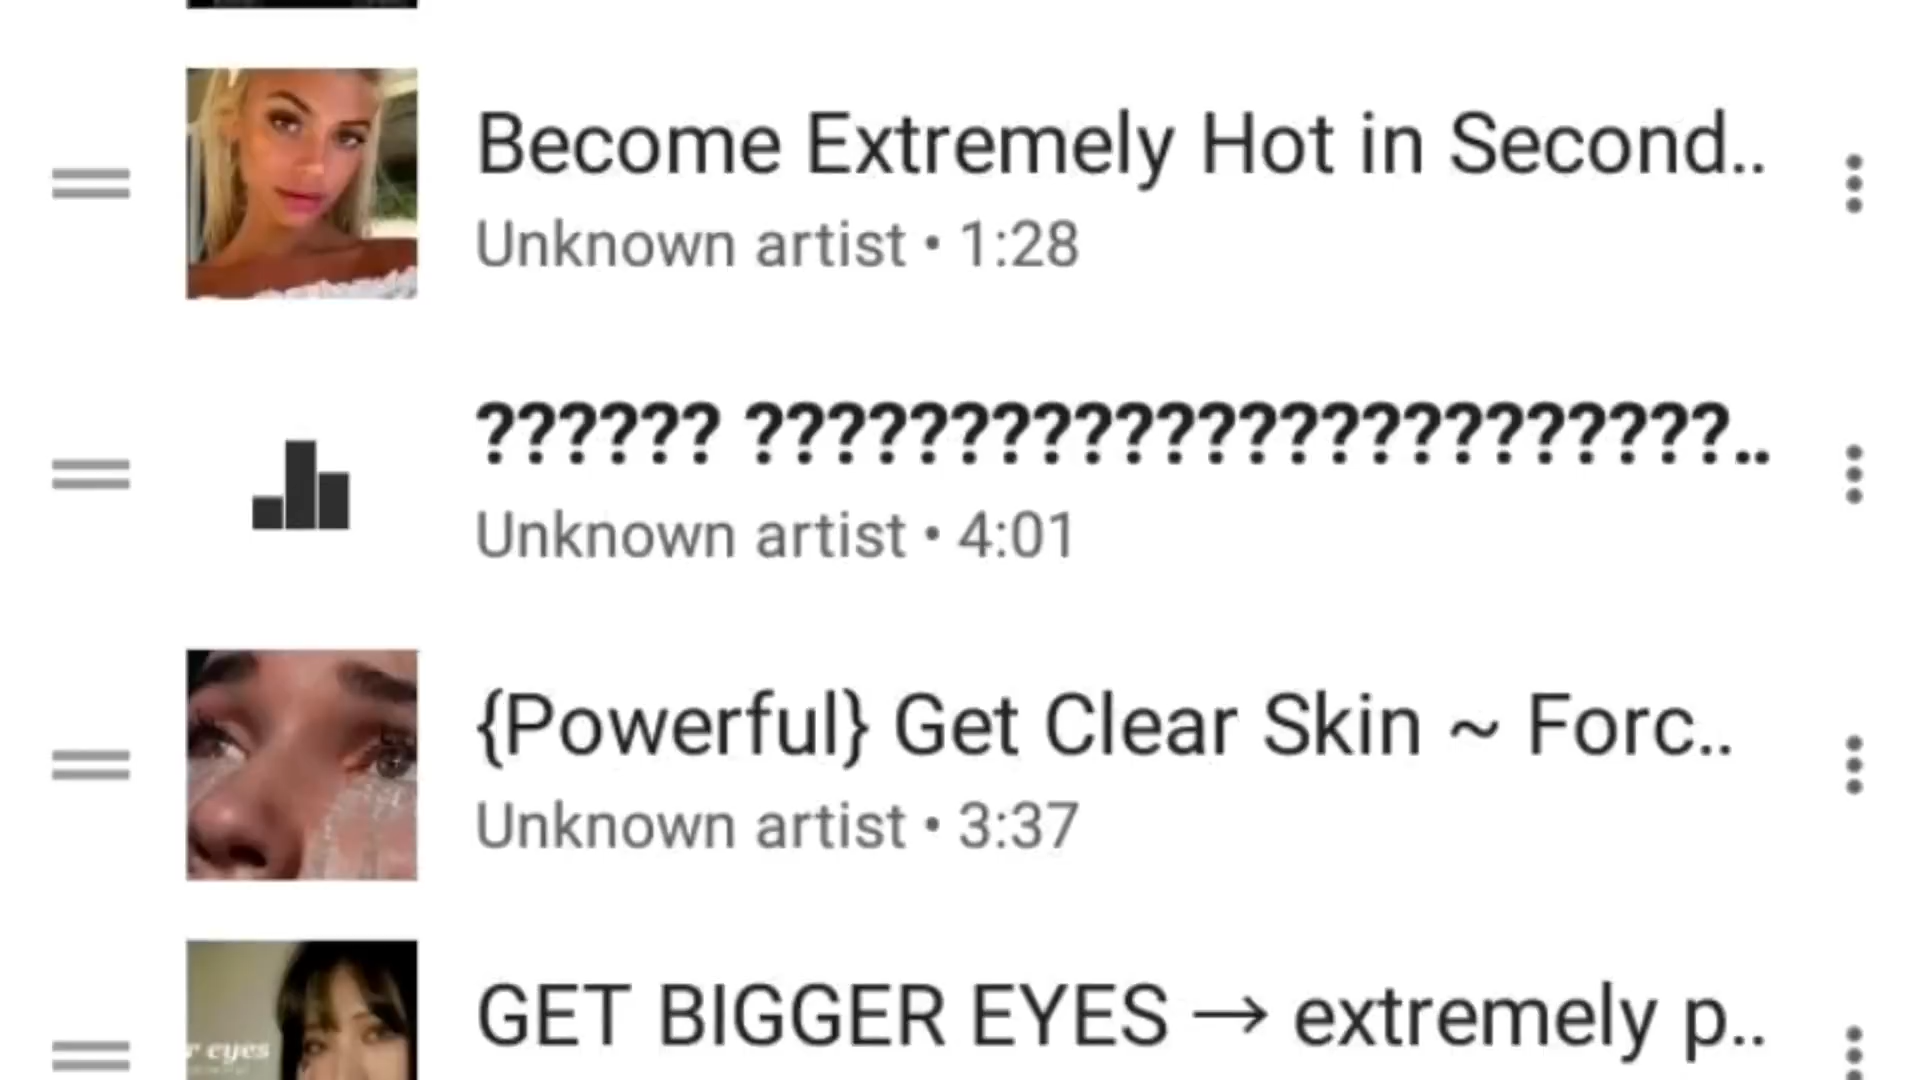 Become Extremely Hot in Second..
Unknown artist • 1:28
?????? ????????????????????????..
Unknown artist • 4:01
{Powerful} Get Clear Skin ~ Forc..
Unknown artist • 3:37
GET BIGGER EYES → extremely p..
r eyes